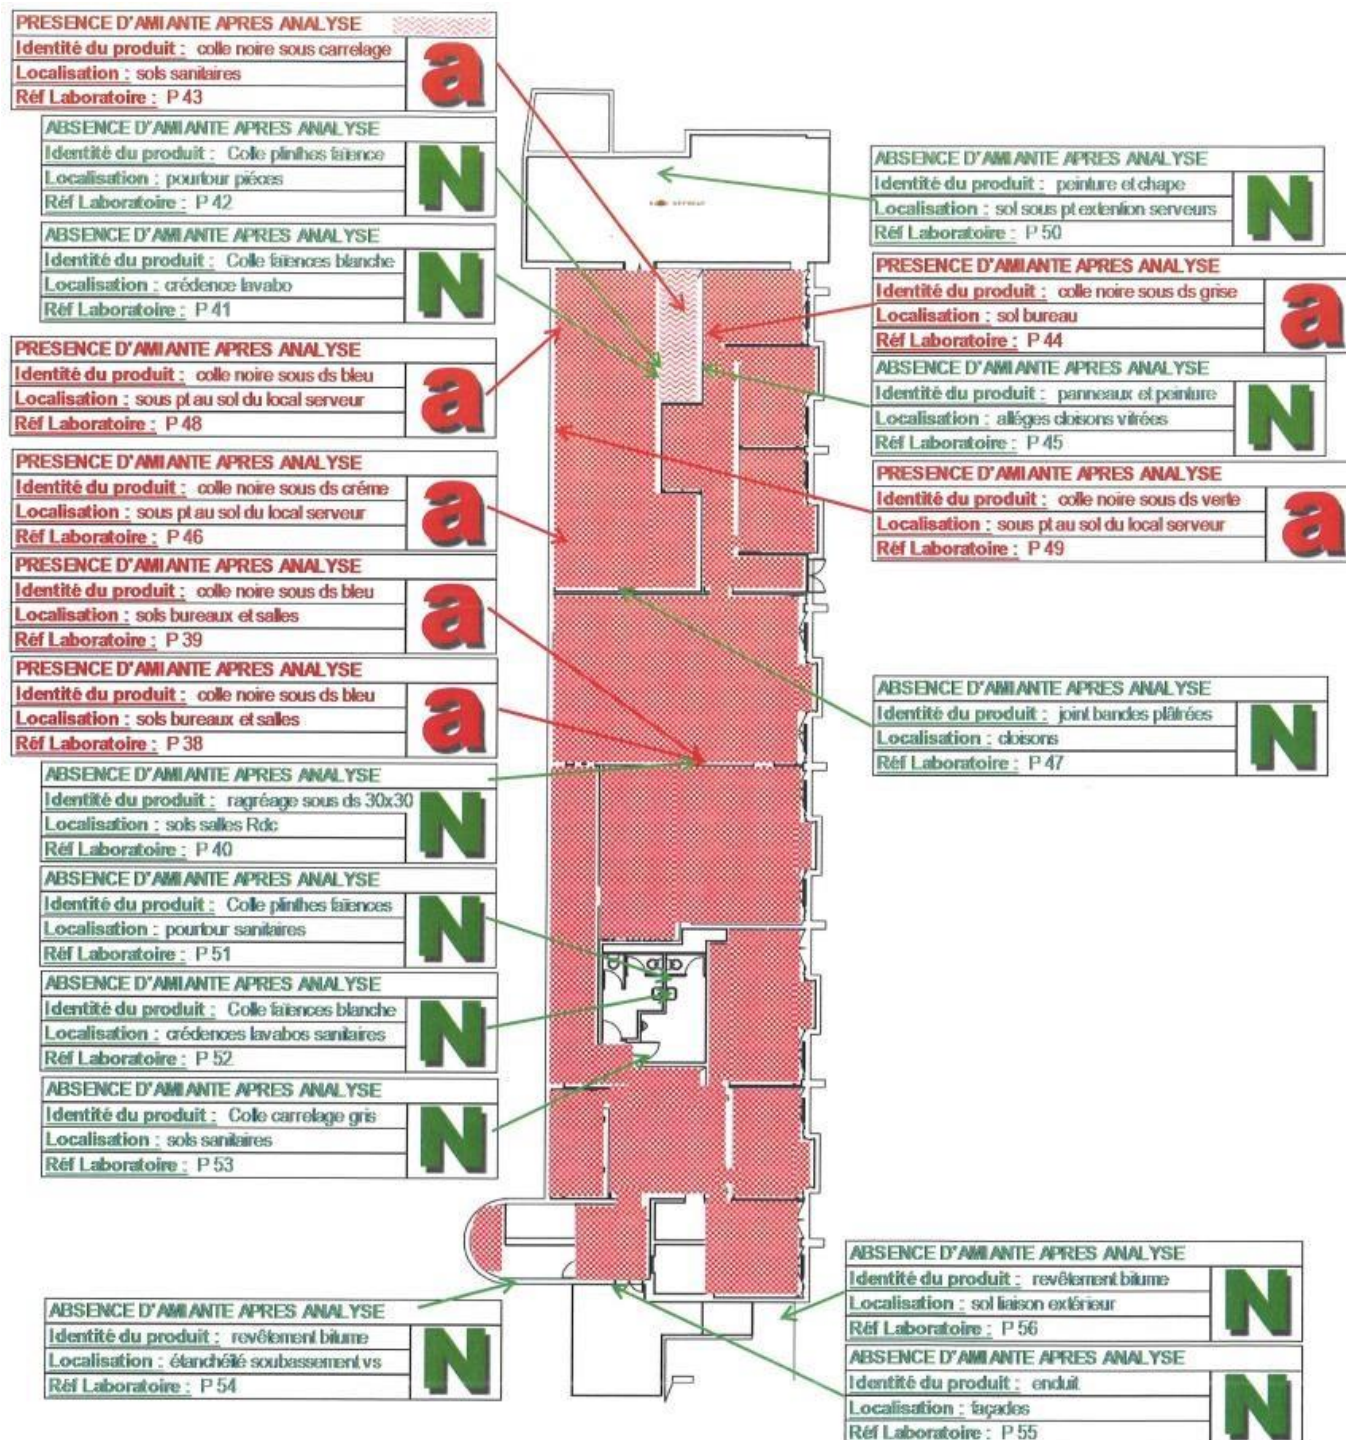 PRESENCE D'AMIANTE APRES ANALYSE
Identité du produit : colle noire sous carrelage
Localisation : sols sanitaires
Réf Laboratoire : P 43
a
ABSENCE D'AMIANTE APRES ANALYSE
Identité du produit : Colle plinthes faïence
Localisation : pourtour pièces
Réf Laboratoire : P 42
N
ABSENCE D'AMIANTE APRES ANALYSE
Identité du produit : Colle faïences blanche
Localisation : crédence lavabo
Réf Laboratoire : P 41
N
PRESENCE D'AMIANTE APRES ANALYSE
Identité du produit : colle noire sous ds bleu
Localisation : sous pt au sol du local serveur
Réf Laboratoire : P 48
a
PRESENCE D'AMIANTE APRES ANALYSE
Identité du produit : colle noire sous ds créme
Localisation : sous pt au sol du local serveur
Réf Laboratoire : P 46
a
PRESENCE D'AMIANTE APRES ANALYSE
Identité du produit : colle noire sous ds bleu
Localisation : sols bureaux et salles
Réf Laboratoire : P 39
a
PRESENCE D'AMIANTE APRES ANALYSE
Identité du produit : colle noire sous ds bleu
Localisation : sols bureaux et salles
Réf Laboratoire : P 38
a
ABSENCE D'AMIANTE APRES ANALYSE
Identité du produit : ragréage sous ds 30x30
Localisation : sols salles Rdc
Réf Laboratoire : P 40
N
ABSENCE D'AMIANTE APRES ANALYSE
Identité du produit : Colle plinthes faïences
Localisation : pourtour sanitaires
Réf Laboratoire : P 51
N
ABSENCE D'AMIANTE APRES ANALYSE
Identité du produit : Colle faïences blanche
Localisation : crédences lavabos sanitaires
Réf Laboratoire : P 52
N
ABSENCE D'AMIANTE APRES ANALYSE
Identité du produit : Colle carrelage gris
Localisation : sols sanitaires
Réf Laboratoire : P 53
N
ABSENCE D'AMIANTE APRES ANALYSE
Identité du produit : revêtement bitume
Localisation : étanchéité soubassement vs
Réf Laboratoire : P 54
N
ABSENCE D'AMIANTE APRES ANALYSE
Identité du produit : peinture et chape
Localisation : sol sous pt extention serveurs
Réf Laboratoire : P 50
N
PRESENCE D'AMIANTE APRES ANALYSE
Identité du produit : colle noire sous ds grise
Localisation : sol bureau
Réf Laboratoire : P 44
a
ABSENCE D'AMIANTE APRES ANALYSE
Identité du produit : panneaux et peinture
Localisation : alléges cloisons vitrées
Réf Laboratoire : P 45
N
PRESENCE D'AMIANTE APRES ANALYSE
Identité du produit : colle noire sous ds verte
Localisation : sous pt au sol du local serveur
Réf Laboratoire : P 49
a
ABSENCE D'AMIANTE APRES ANALYSE
Identité du produit : joint bandes plâtrées
Localisation : cloisons
Réf Laboratoire : P 47
N
ABSENCE D'AMIANTE APRES ANALYSE
Identité du produit : revêtement bitume
Localisation : sol liaison extérieur
Réf Laboratoire : P 56
N
ABSENCE D'AMIANTE APRES ANALYSE
Identité du produit : enduit
Localisation : façades
Réf Laboratoire : P 55
N